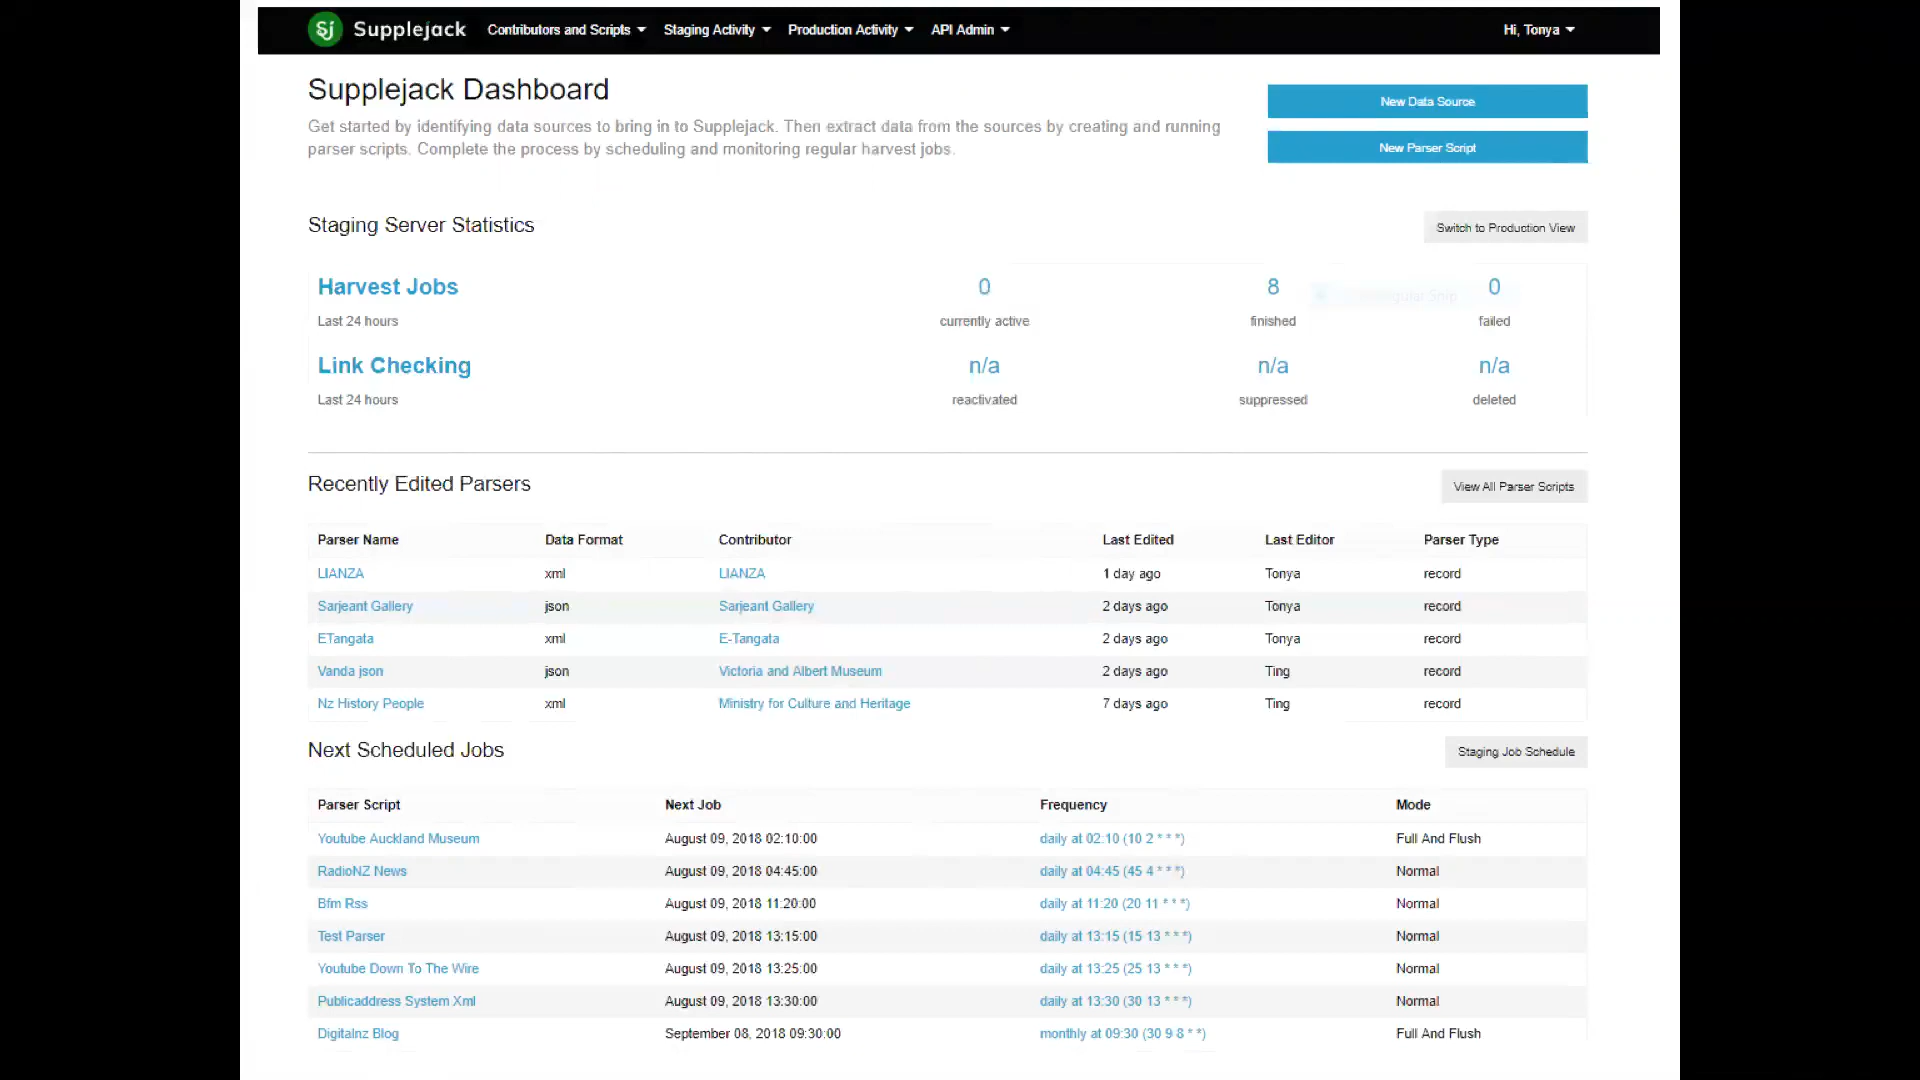 Sj Supplejack Contributors and Scripts Staging Activity Production Activity API Admin Hi, Tonya
Supplejack Dashboard
Get started by identifying data sources to bring in to Supplejack. Then extract data from the sources by creating and running
parser scripts. Complete the process by scheduling and monitoring regular harvest jobs.
New Data Source
New Parser Script
Staging Server Statistics
Switch to Production View
Harvest Jobs 0 8 0
Last 24 hours currently active finished failed
Link Checking n/a n/a n/a
Last 24 hours reactivated suppressed deleted
Recently Edited Parsers
View All Parser Scripts
Parser Name Data Format Contributor Last Edited Last Editor Parser Type
LIANZA xml LIANZA 1 day ago Tonya record
Sarjeant Gallery json Sarjeant Gallery 2 days ago Tonya record
ETangata xml E-Tangata 2 days ago Tonya record
Vanda json json Victoria and Albert Museum 2 days ago Ting record
Nz History People xml Ministry for Culture and Heritage 7 days ago Ting record
Next Scheduled Jobs
Staging Job Schedule
Parser Script Next Job Frequency Mode
Youtube Auckland Museum August 09, 2018 02:10:00 daily at 02:10 (10 2 * * *) Full And Flush
RadioNZ News August 09, 2018 04:45:00 daily at 04:45 (45 4 * * *) Normal
Bfm Rss August 09, 2018 11:20:00 daily at 11:20 (20 11 * * *) Normal
Test Parser August 09, 2018 13:15:00 daily at 13:15 (15 13 * * *) Normal
Youtube Down To The Wire August 09, 2018 13:25:00 daily at 13:25 (25 13 * * *) Normal
Publicaddress System Xml August 09, 2018 13:30:00 daily at 13:30 (30 13 * * *) Normal
Digitalnz Blog September 08, 2018 09:30:00 monthly at 09:30 (30 9 8 * *) Full And Flush